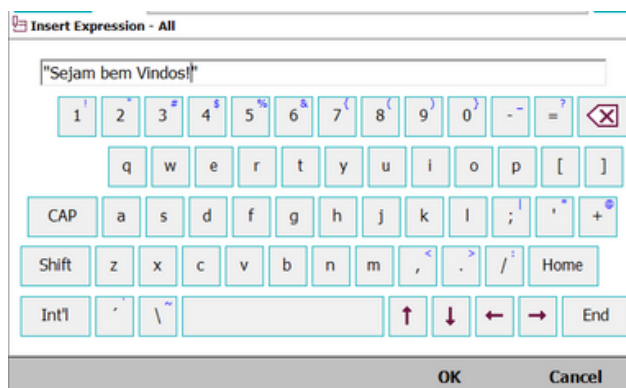 Insert Expression - All
"Sejam bem Vindos!"
1 ! 2 " 3 # 4 $ 5 % 6 & 7 { 8 ( 9 ) 0 } - _ = ?
q w e r t y u i o p [ ]
CAP a s d f g h j k l ; | ' * + @
Shift z x c v b n m , < . > / : Home
Int'l ´ ` \ ~ ↑ ↓ ← → End
OK Cancel